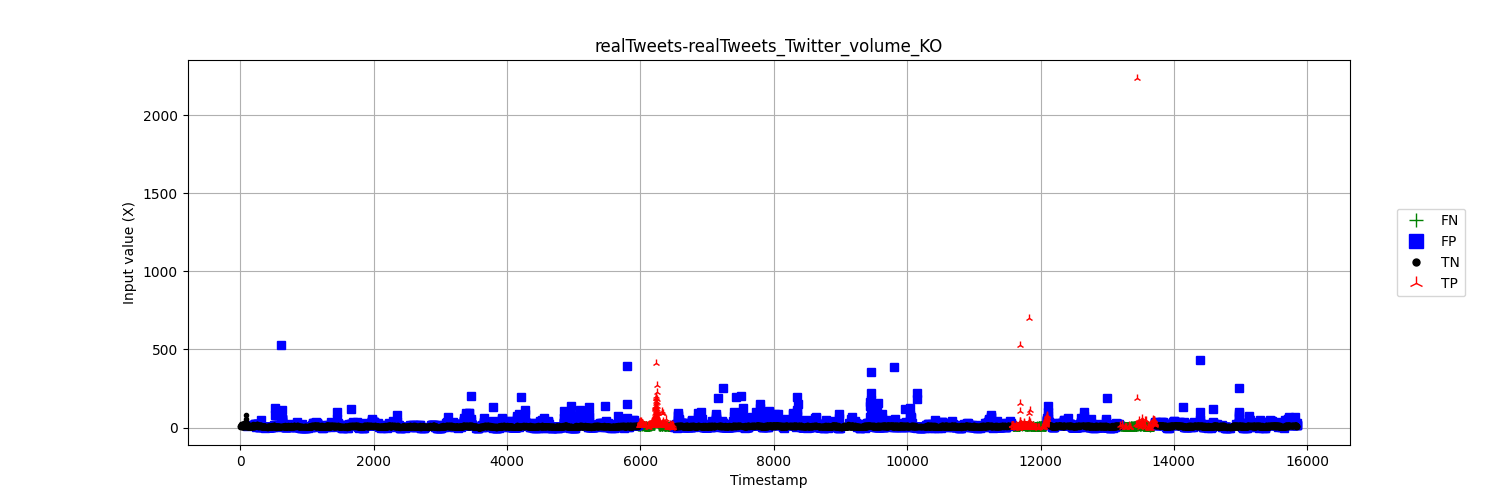 realTweets-realTweets_Twitter_volume_KO
2000
1500
1000
500
0
Input value (X)
0 2000 4000 6000 8000 10000 12000 14000 16000
Timestamp
FN
FP
TN
TP